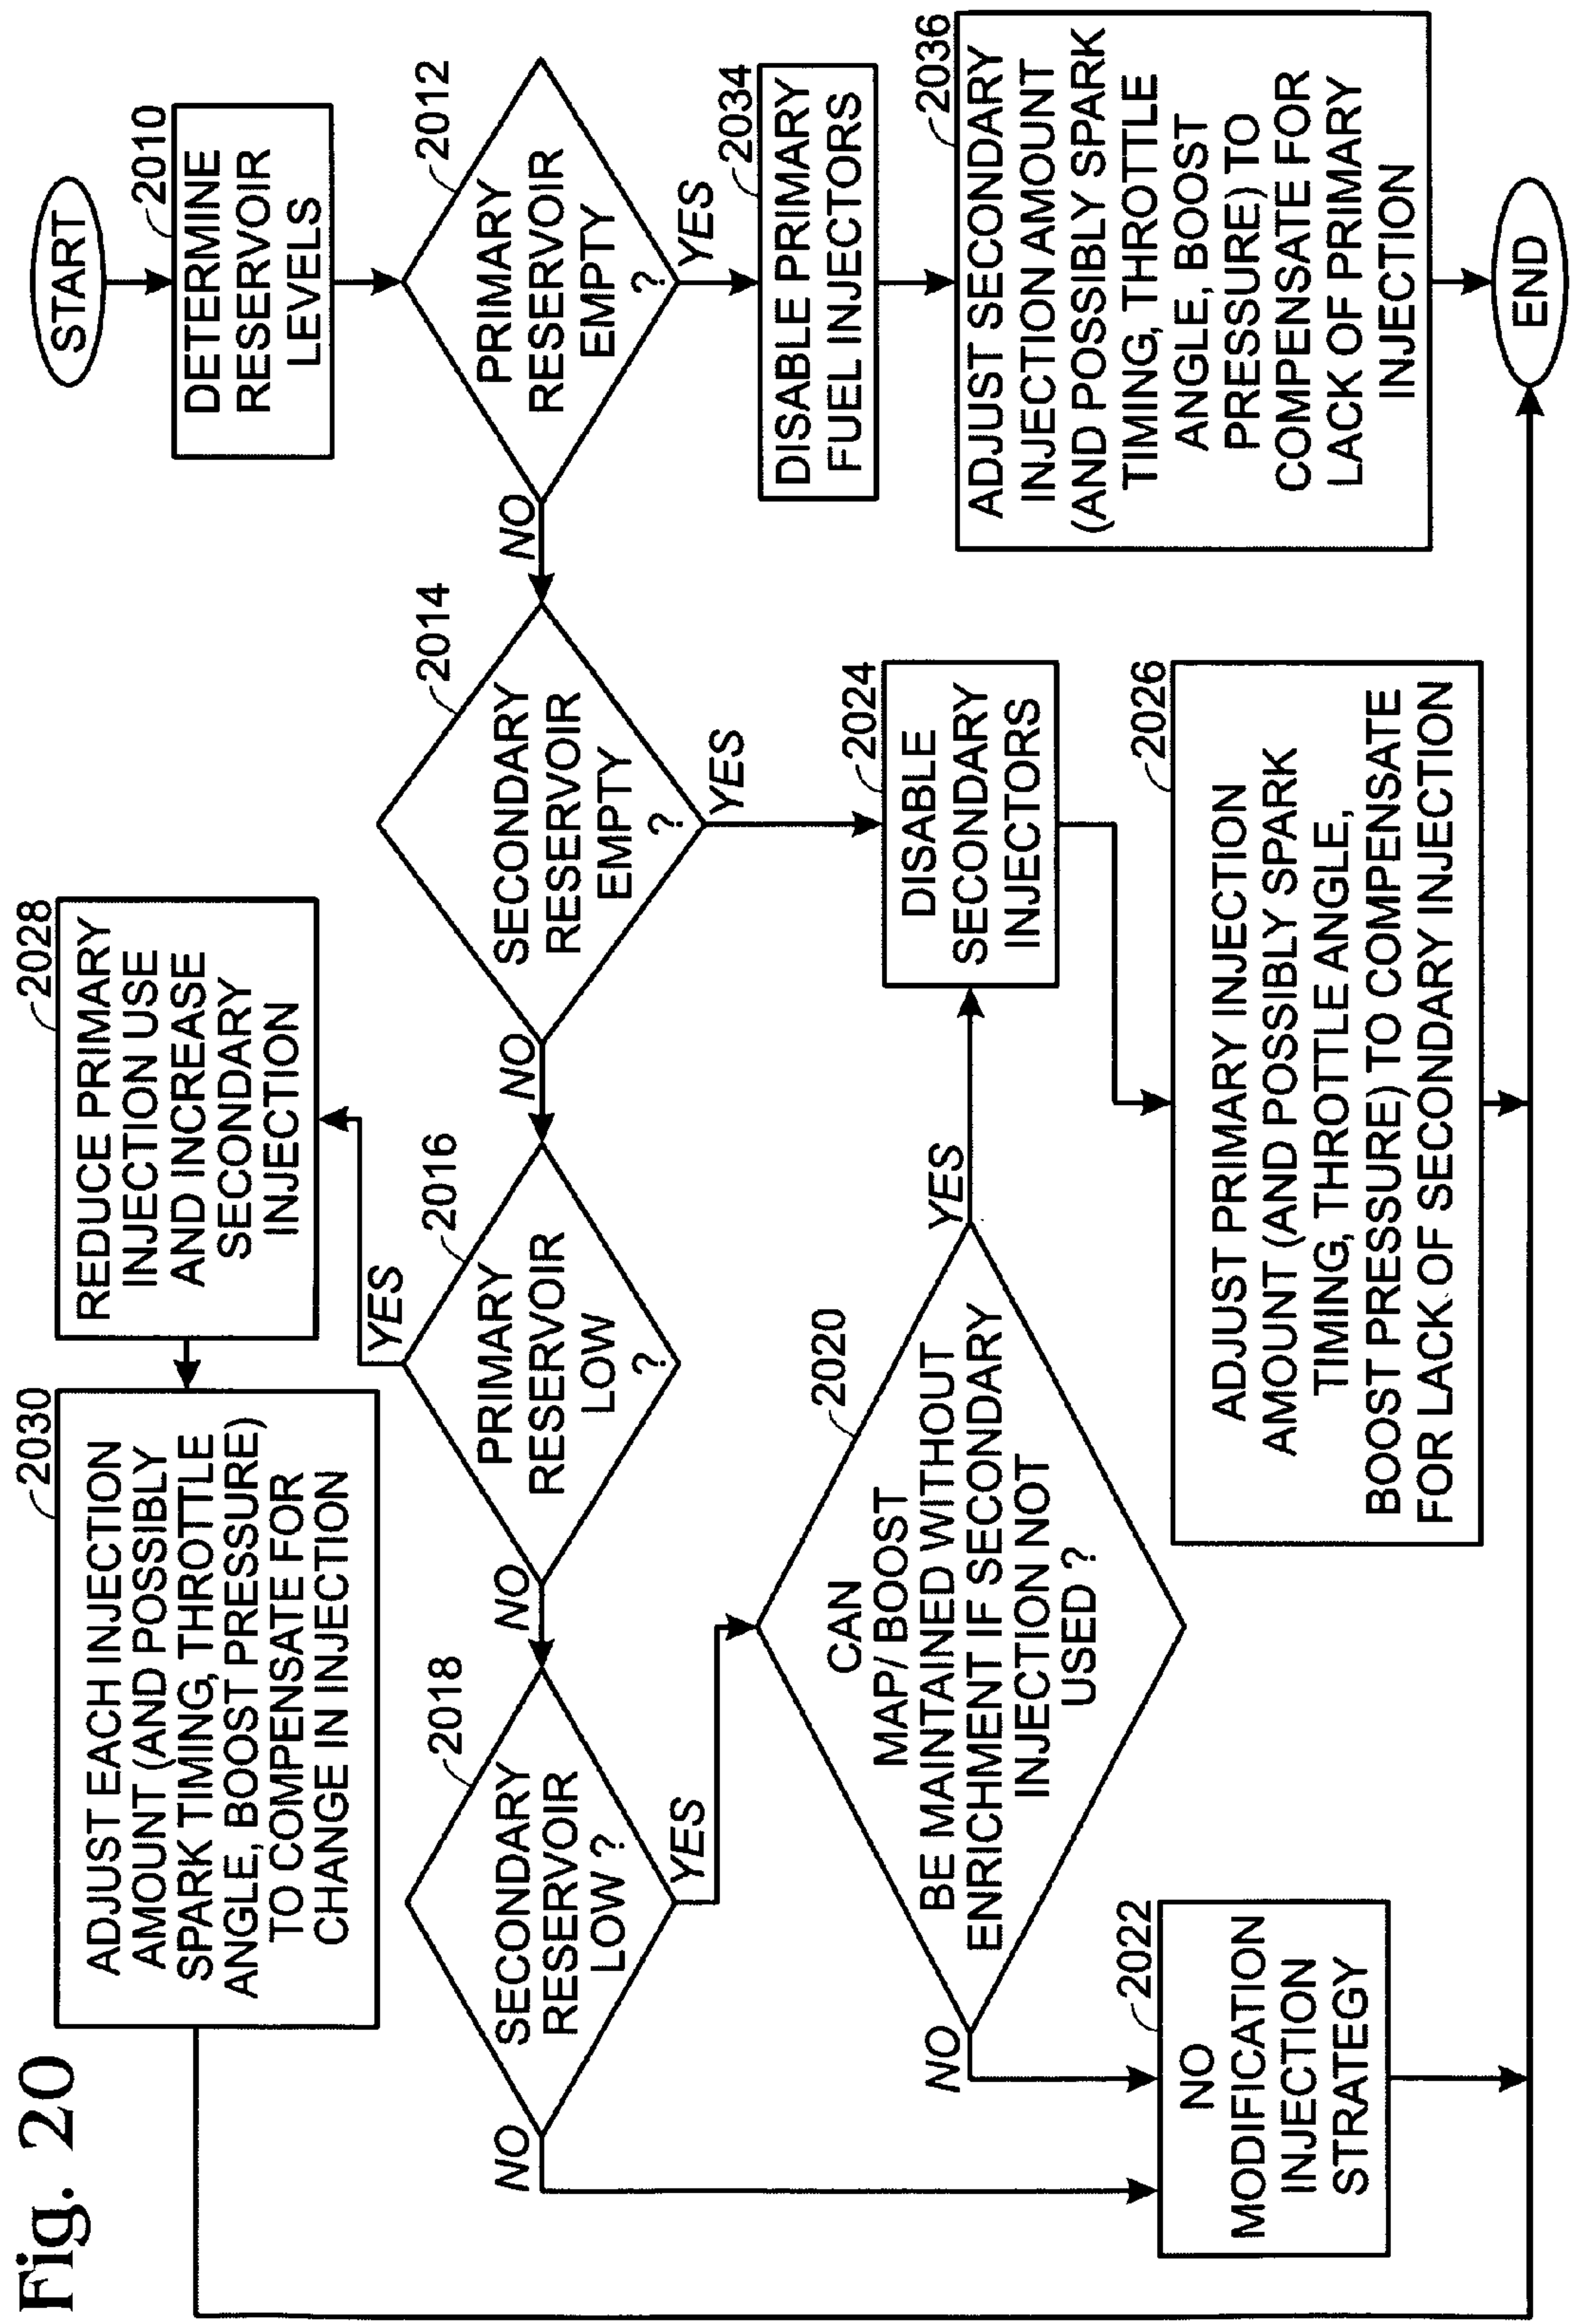 Fig. 20
START
2010
DETERMINE
RESERVOIR
LEVELS
2012
PRIMARY
RESERVOIR
EMPTY
?
YES
NO
2034
DISABLE PRIMARY
FUEL INJECTORS
2036
ADJUST SECONDARY
INJECTION AMOUNT
(AND POSSIBLY SPARK
TIMING, THROTTLE
ANGLE, BOOST
PRESSURE) TO
COMPENSATE FOR
LACK OF PRIMARY
INJECTION
END
2014
SECONDARY
RESERVOIR
EMPTY
?
YES
NO
2024
DISABLE
SECONDARY
INJECTORS
2026
ADJUST PRIMARY INJECTION
AMOUNT (AND POSSIBLY SPARK
TIMING, THROTTLE ANGLE,
BOOST PRESSURE) TO COMPENSATE
FOR LACK OF SECONDARY INJECTION
2016
PRIMARY
RESERVOIR
LOW
?
YES
NO
2028
REDUCE PRIMARY
INJECTION USE
AND INCREASE
SECONDARY
INJECTION
2030
ADJUST EACH INJECTION
AMOUNT (AND POSSIBLY
SPARK TIMING, THROTTLE
ANGLE, BOOST PRESSURE)
TO COMPENSATE FOR
CHANGE IN INJECTION
2018
SECONDARY
RESERVOIR
LOW ?
YES
NO
2020
CAN
MAP/ BOOST
BE MAINTAINED WITHOUT
ENRICHMENT IF SECONDARY
INJECTION NOT
USED ?
YES
NO
2022
NO
MODIFICATION
INJECTION
STRATEGY